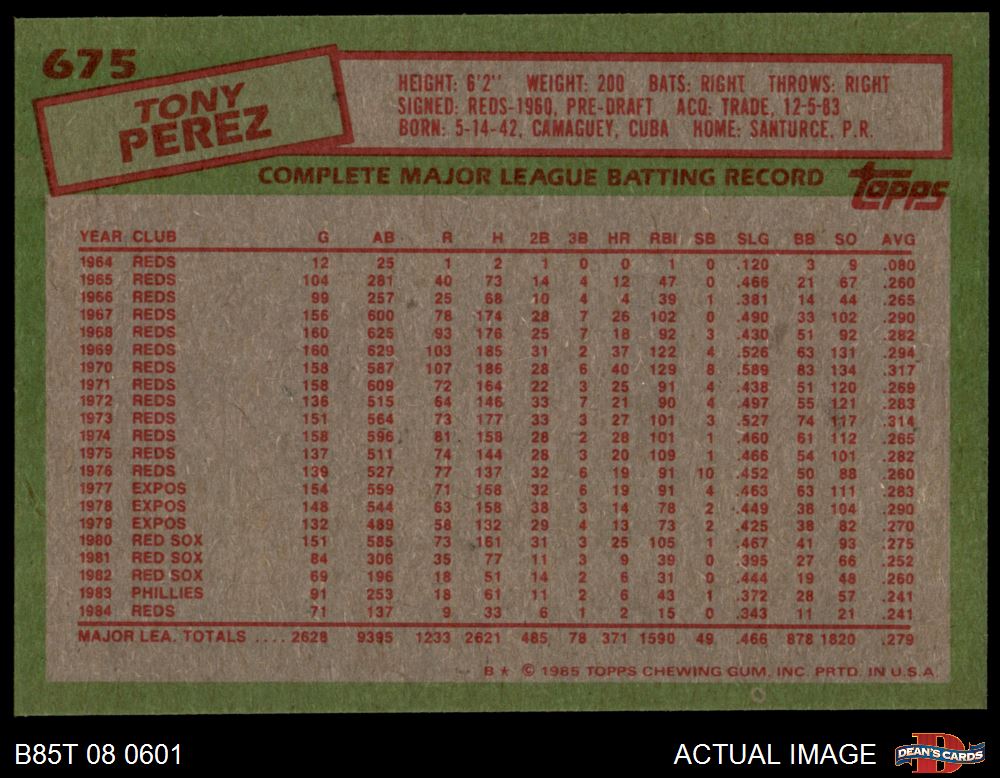 675
TONY
PEREZ
HEIGHT: 6'2" WEIGHT: 200 BATS: RIGHT THROWS: RIGHT
SIGNED: REDS-1960, PRE-DRAFT ACQ: TRADE, 12-5-83
BORN: 5-14-42, CAMAGUEY, CUBA HOME: SANTURCE, P.R.
COMPLETE MAJOR LEAGUE BATTING RECORD topps
YEAR CLUB G AB R H 2B 3B HR RBI SB SLG BB SO AVG
1964 REDS 12 25 1 2 1 0 0 1 0 .120 3 9 .080
1965 REDS 104 281 40 73 14 4 12 47 0 .466 21 67 .260
1966 REDS 99 257 25 68 10 4 4 39 1 .381 14 44 .265
1967 REDS 156 600 78 174 28 7 26 102 0 .490 33 102 .290
1968 REDS 160 625 93 176 25 7 18 92 3 .430 51 92 .282
1969 REDS 160 629 103 185 31 2 37 122 4 .526 63 131 .294
1970 REDS 158 587 107 186 28 6 40 129 8 .589 83 134 .317
1971 REDS 158 609 72 164 22 3 25 91 4 .438 51 120 .269
1972 REDS 136 515 64 146 33 7 21 90 4 .497 55 121 .283
1973 REDS 151 564 73 177 33 3 27 101 3 .527 74 117 .314
1974 REDS 158 596 81 158 28 2 28 101 1 .460 61 112 .265
1975 REDS 137 511 74 144 28 3 20 109 1 .466 54 101 .282
1976 REDS 139 527 77 137 32 6 19 91 10 .452 50 88 .260
1977 EXPOS 154 559 71 158 32 6 19 91 4 .463 63 111 .283
1978 EXPOS 148 544 63 158 38 3 14 78 2 .449 38 104 .290
1979 EXPOS 132 489 58 132 29 4 13 73 2 .425 38 82 .270
1980 RED SOX 151 585 73 161 31 3 25 105 1 .467 41 93 .275
1981 RED SOX 84 306 35 77 11 3 9 39 0 .395 27 66 .252
1982 RED SOX 69 196 18 51 14 2 6 31 0 .444 19 48 .260
1983 PHILLIES 91 253 18 61 11 2 6 43 1 .372 28 57 .241
1984 REDS 71 137 9 33 6 1 2 15 0 .343 11 21 .241
MAJOR LEA. TOTALS .... 2628 9395 1233 2621 485 78 371 1590 49 .466 878 1820 .279
B * © 1985 TOPPS CHEWING GUM, INC. PRTD. IN U.S.A.
B85T 08 0601 ACTUAL IMAGE DEAN'S CARDS